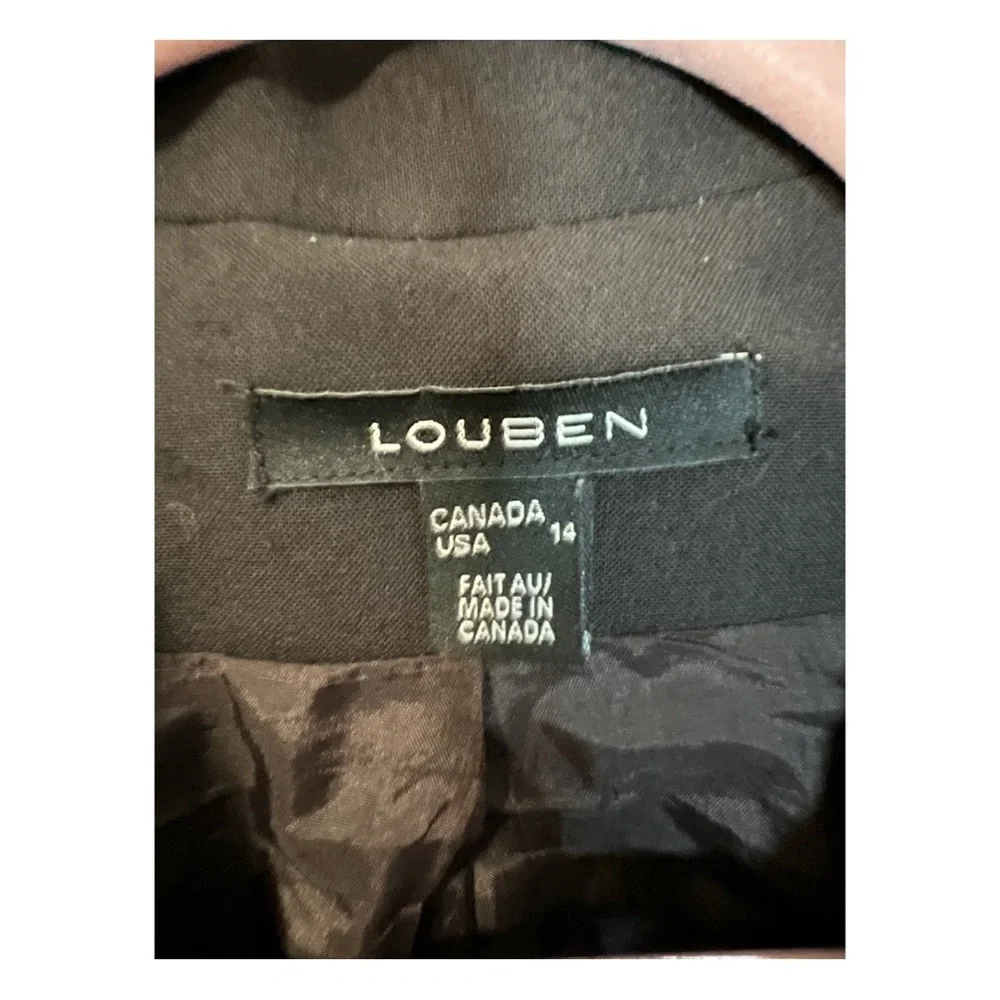 LOUBEN
CANADA
USA 14
FAIT AU/
MADE IN
CANADA